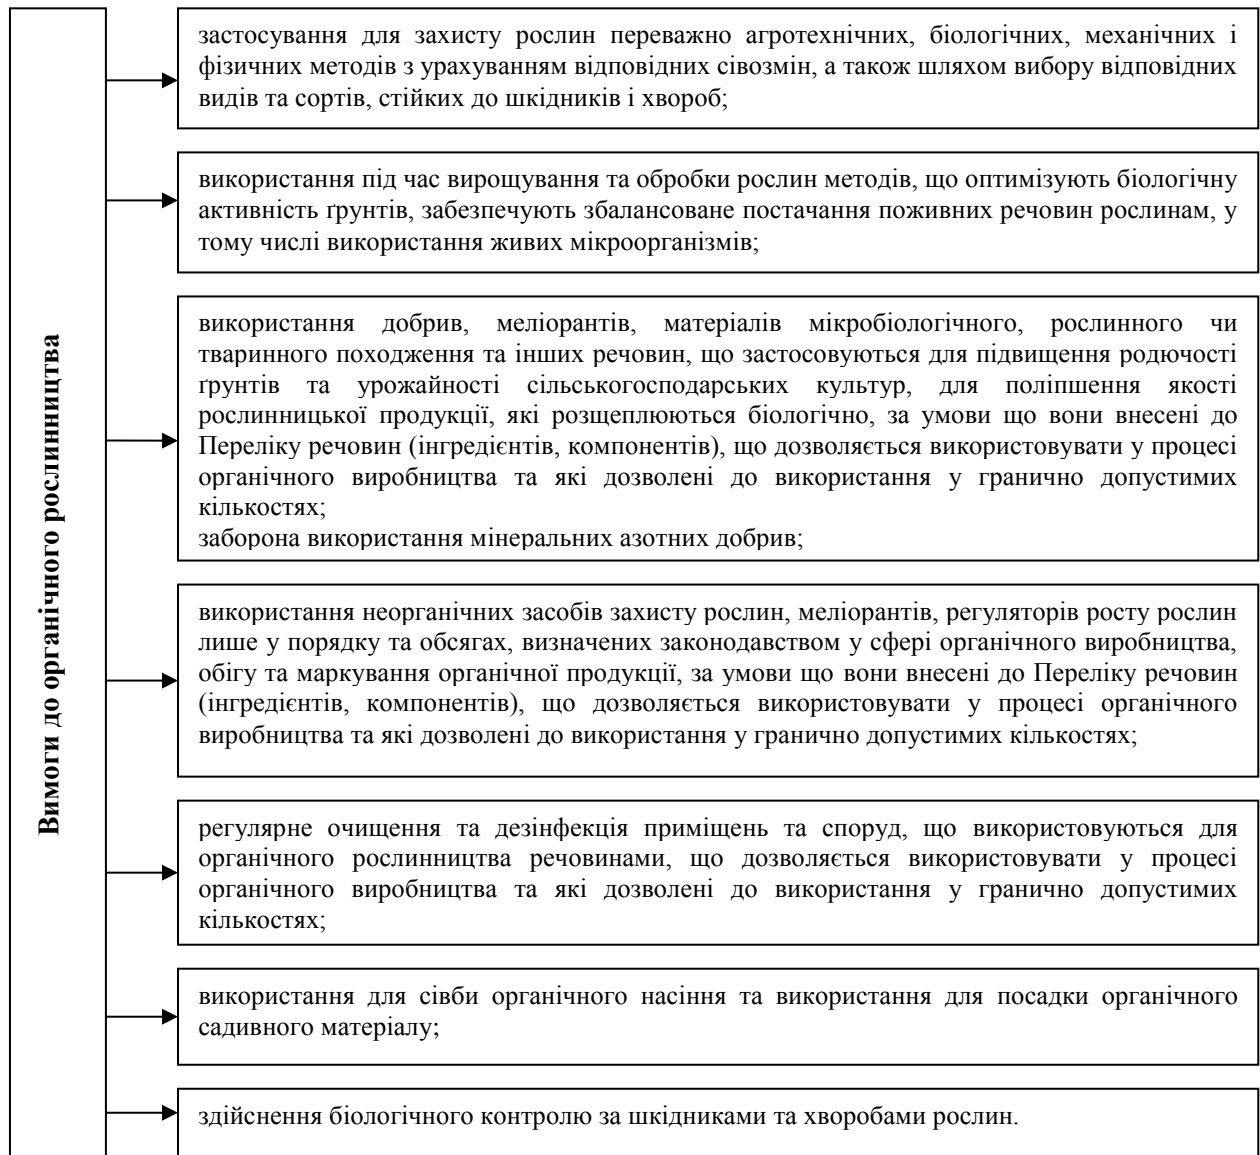 Вимоги до органічного рослинництва
застосування для захисту рослин переважно агротехнічних, біологічних, механічних і
фізичних методів з урахуванням відповідних сівозмін, а також шляхом вибору відповідних
видів та сортів, стійких до шкідників і хвороб;
використання під час вирощування та обробки рослин методів, що оптимізують біологічну
активність ґрунтів, забезпечують збалансоване постачання поживних речовин рослинам, у
тому числі використання живих мікроорганізмів;
використання добрив, меліорантів, матеріалів мікробіологічного, рослинного чи
тваринного походження та інших речовин, що застосовуються для підвищення родючості
ґрунтів та урожайності сільськогосподарських культур, для поліпшення якості
рослинницької продукції, які розщеплюються біологічно, за умови що вони внесені до
Переліку речовин (інгредієнтів, компонентів), що дозволяється використовувати у процесі
органічного виробництва та які дозволені до використання у гранично допустимих
кількостях;
заборона використання мінеральних азотних добрив;
використання неорганічних засобів захисту рослин, меліорантів, регуляторів росту рослин
лише у порядку та обсягах, визначених законодавством у сфері органічного виробництва,
обігу та маркування органічної продукції, за умови що вони внесені до Переліку речовин
(інгредієнтів, компонентів), що дозволяється використовувати у процесі органічного
виробництва та які дозволені до використання у гранично допустимих кількостях;
регулярне очищення та дезінфекція приміщень та споруд, що використовуються для
органічного рослинництва речовинами, що дозволяється використовувати у процесі
органічного виробництва та які дозволені до використання у гранично допустимих
кількостях;
використання для сівби органічного насіння та використання для посадки органічного
садивного матеріалу;
здійснення біологічного контролю за шкідниками та хворобами рослин.